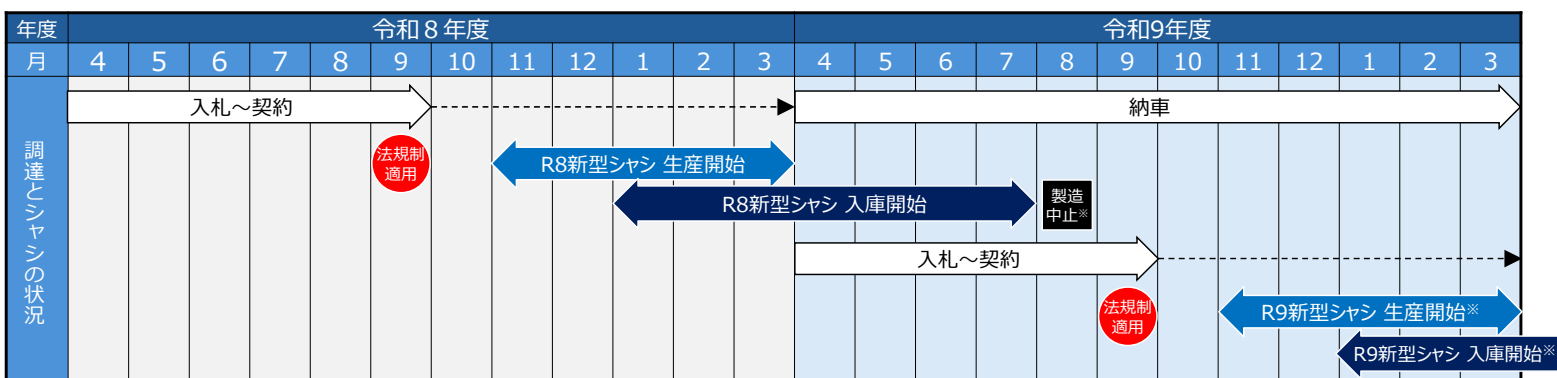 年度 令和８年度 令和9年度
月 4 5 6 7 8 9 10 11 12 1 2 3 4 5 6 7 8 9 10 11 12 1 2 3
調達とシャシの状況
入札～契約
納車
法規制
適用
R8新型シャシ 生産開始
R8新型シャシ 入庫開始
製造
中止※
入札～契約
法規制
適用
R9新型シャシ 生産開始※
R9新型シャシ 入庫開始※